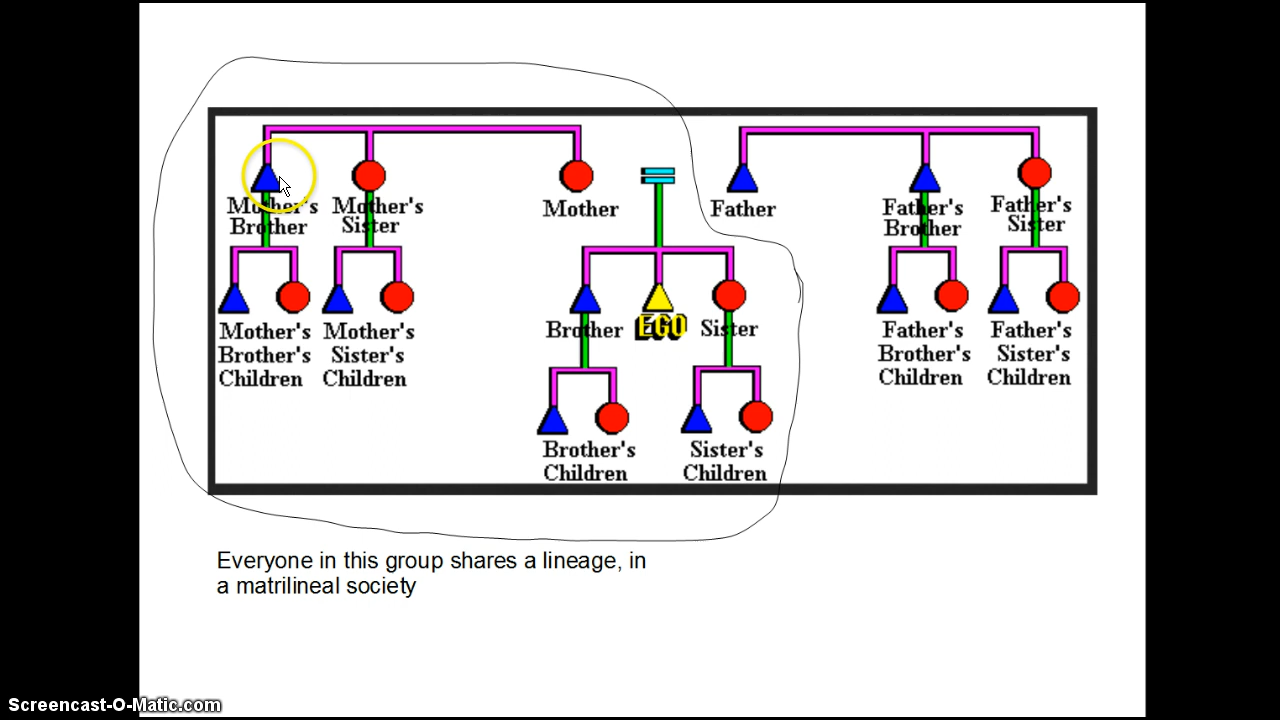 Mother's
Brother
Mother's
Sister
Mother
Father
Father's
Brother
Father's
Sister
Mother's
Brother's
Children
Mother's
Sister's
Children
Brother
EGO
Sister
Father's
Brother's
Children
Father's
Sister's
Children
Brother's
Children
Sister's
Children
Everyone in this group shares a lineage, in
a matrilineal society
Screencast-O-Matic.com